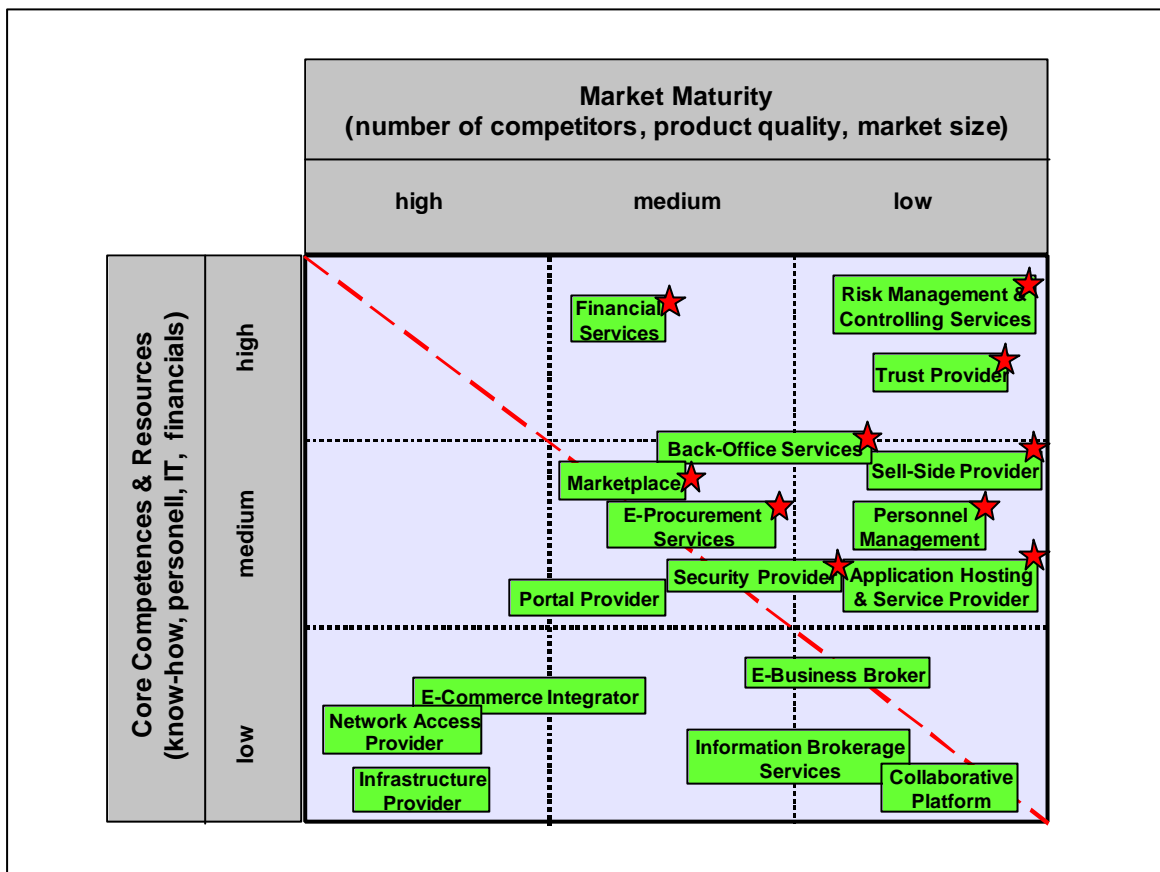 Market Maturity
(number of competitors, product quality, market size)
high
medium
low
Core Competences & Resources
(know-how, personell, IT, financials)
high
medium
low
Financial
Services
Risk Management &
Controlling Services
Trust Provider
Back-Office Services
Sell-Side Provider
Marketplace
E-Procurement
Services
Personnel
Management
Security Provider
Application Hosting
& Service Provider
Portal Provider
E-Business Broker
E-Commerce Integrator
Network Access
Provider
Information Brokerage
Services
Infrastructure
Provider
Collaborative
Platform